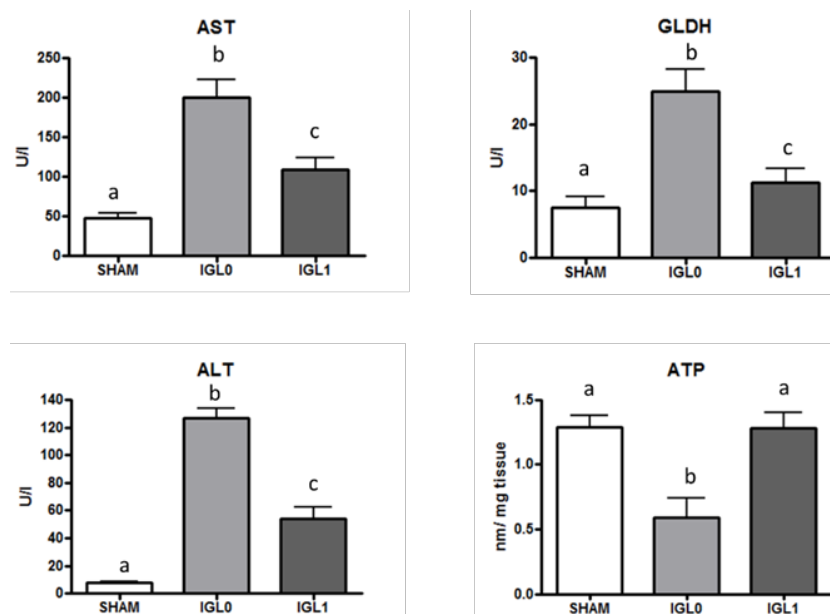 AST
b
250
200
150
100
50
0
U/l
a
c
SHAM IGL0 IGL1
GLDH
b
30
20
10
0
U/l
a
c
SHAM IGL0 IGL1
ALT
b
140
120
100
80
60
40
20
0
U/l
a
c
SHAM IGL0 IGL1
ATP
a a
1.5
1.0
0.5
0.0
nm/ mg tissue
b
SHAM IGL0 IGL1